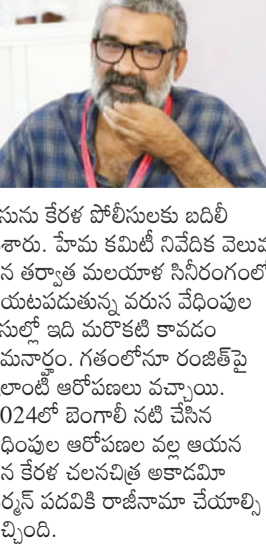 సును కేరళ పోలీసులకు బదిలీ
శారు. హేమ కమిటీ నివేదిక వెలువ
న తర్వాత మలయాళ సినీరంగంలో
యటపడుతున్న వరుస వేధింపుల
సుల్లో ఇది మరొకటి కావడం
మనార్హం. గతంలోనూ రంజిత్‌పై
లాంటి ఆరోపణలు వచ్చాయి.
024లో బెంగాలీ నటి చేసిన
ధింపుల ఆరోపణల వల్ల ఆయన
న కేరళ చలనచిత్ర అకాడమీ
ర్మన్ పదవికి రాజీనామా చేయాల్సి
చ్చింది.